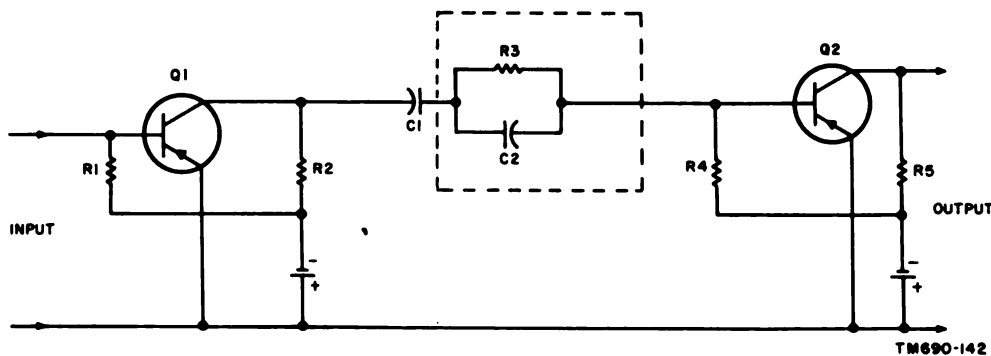 R3
Q1
Q2
C1
C2
R1
R2
R4
R5
INPUT
OUTPUT
-
+
-
+
TM690-142